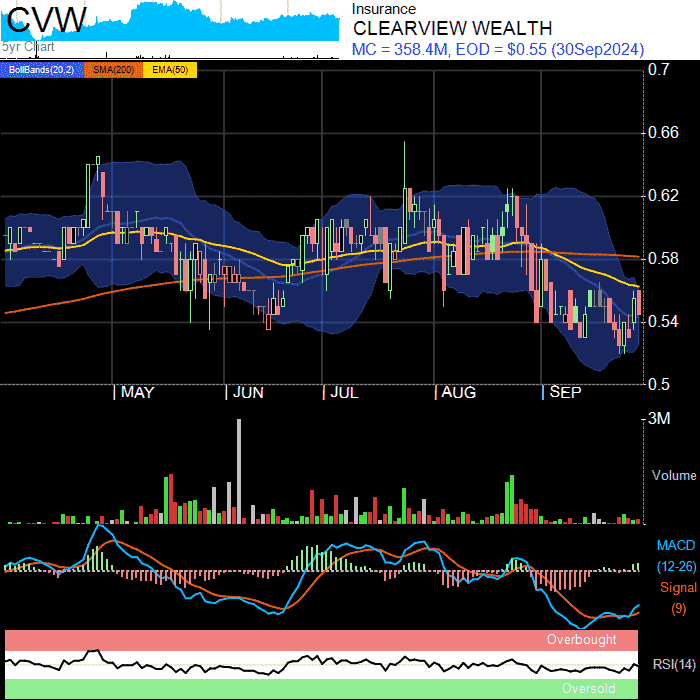 CVW
5yr Chart
Insurance
CLEARVIEW WEALTH
MC = 358.4M, EOD = $0.55 (30Sep2024)
BollBands(20,2) SMA(200) EMA(50)
0.7
0.66
0.62
0.58
0.54
0.5
MAY JUN JUL AUG SEP
3M
Volume
MACD
(12-26)
Signal
(9)
Overbought
RSI(14)
Oversold